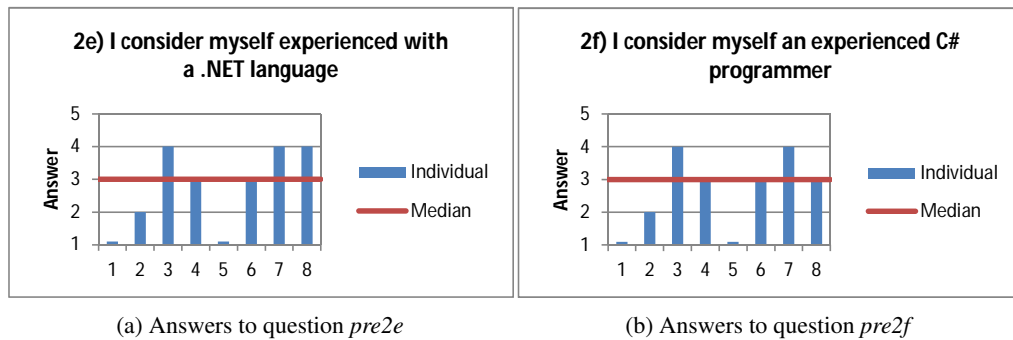 2e) I consider myself experienced with
a .NET language
5
4
3
2
1
Answer
1 2 3 4 5 6 7 8
Individual
Median
(a) Answers to question pre2e
2f) I consider myself an experienced C#
programmer
5
4
3
2
1
Answer
1 2 3 4 5 6 7 8
Individual
Median
(b) Answers to question pre2f